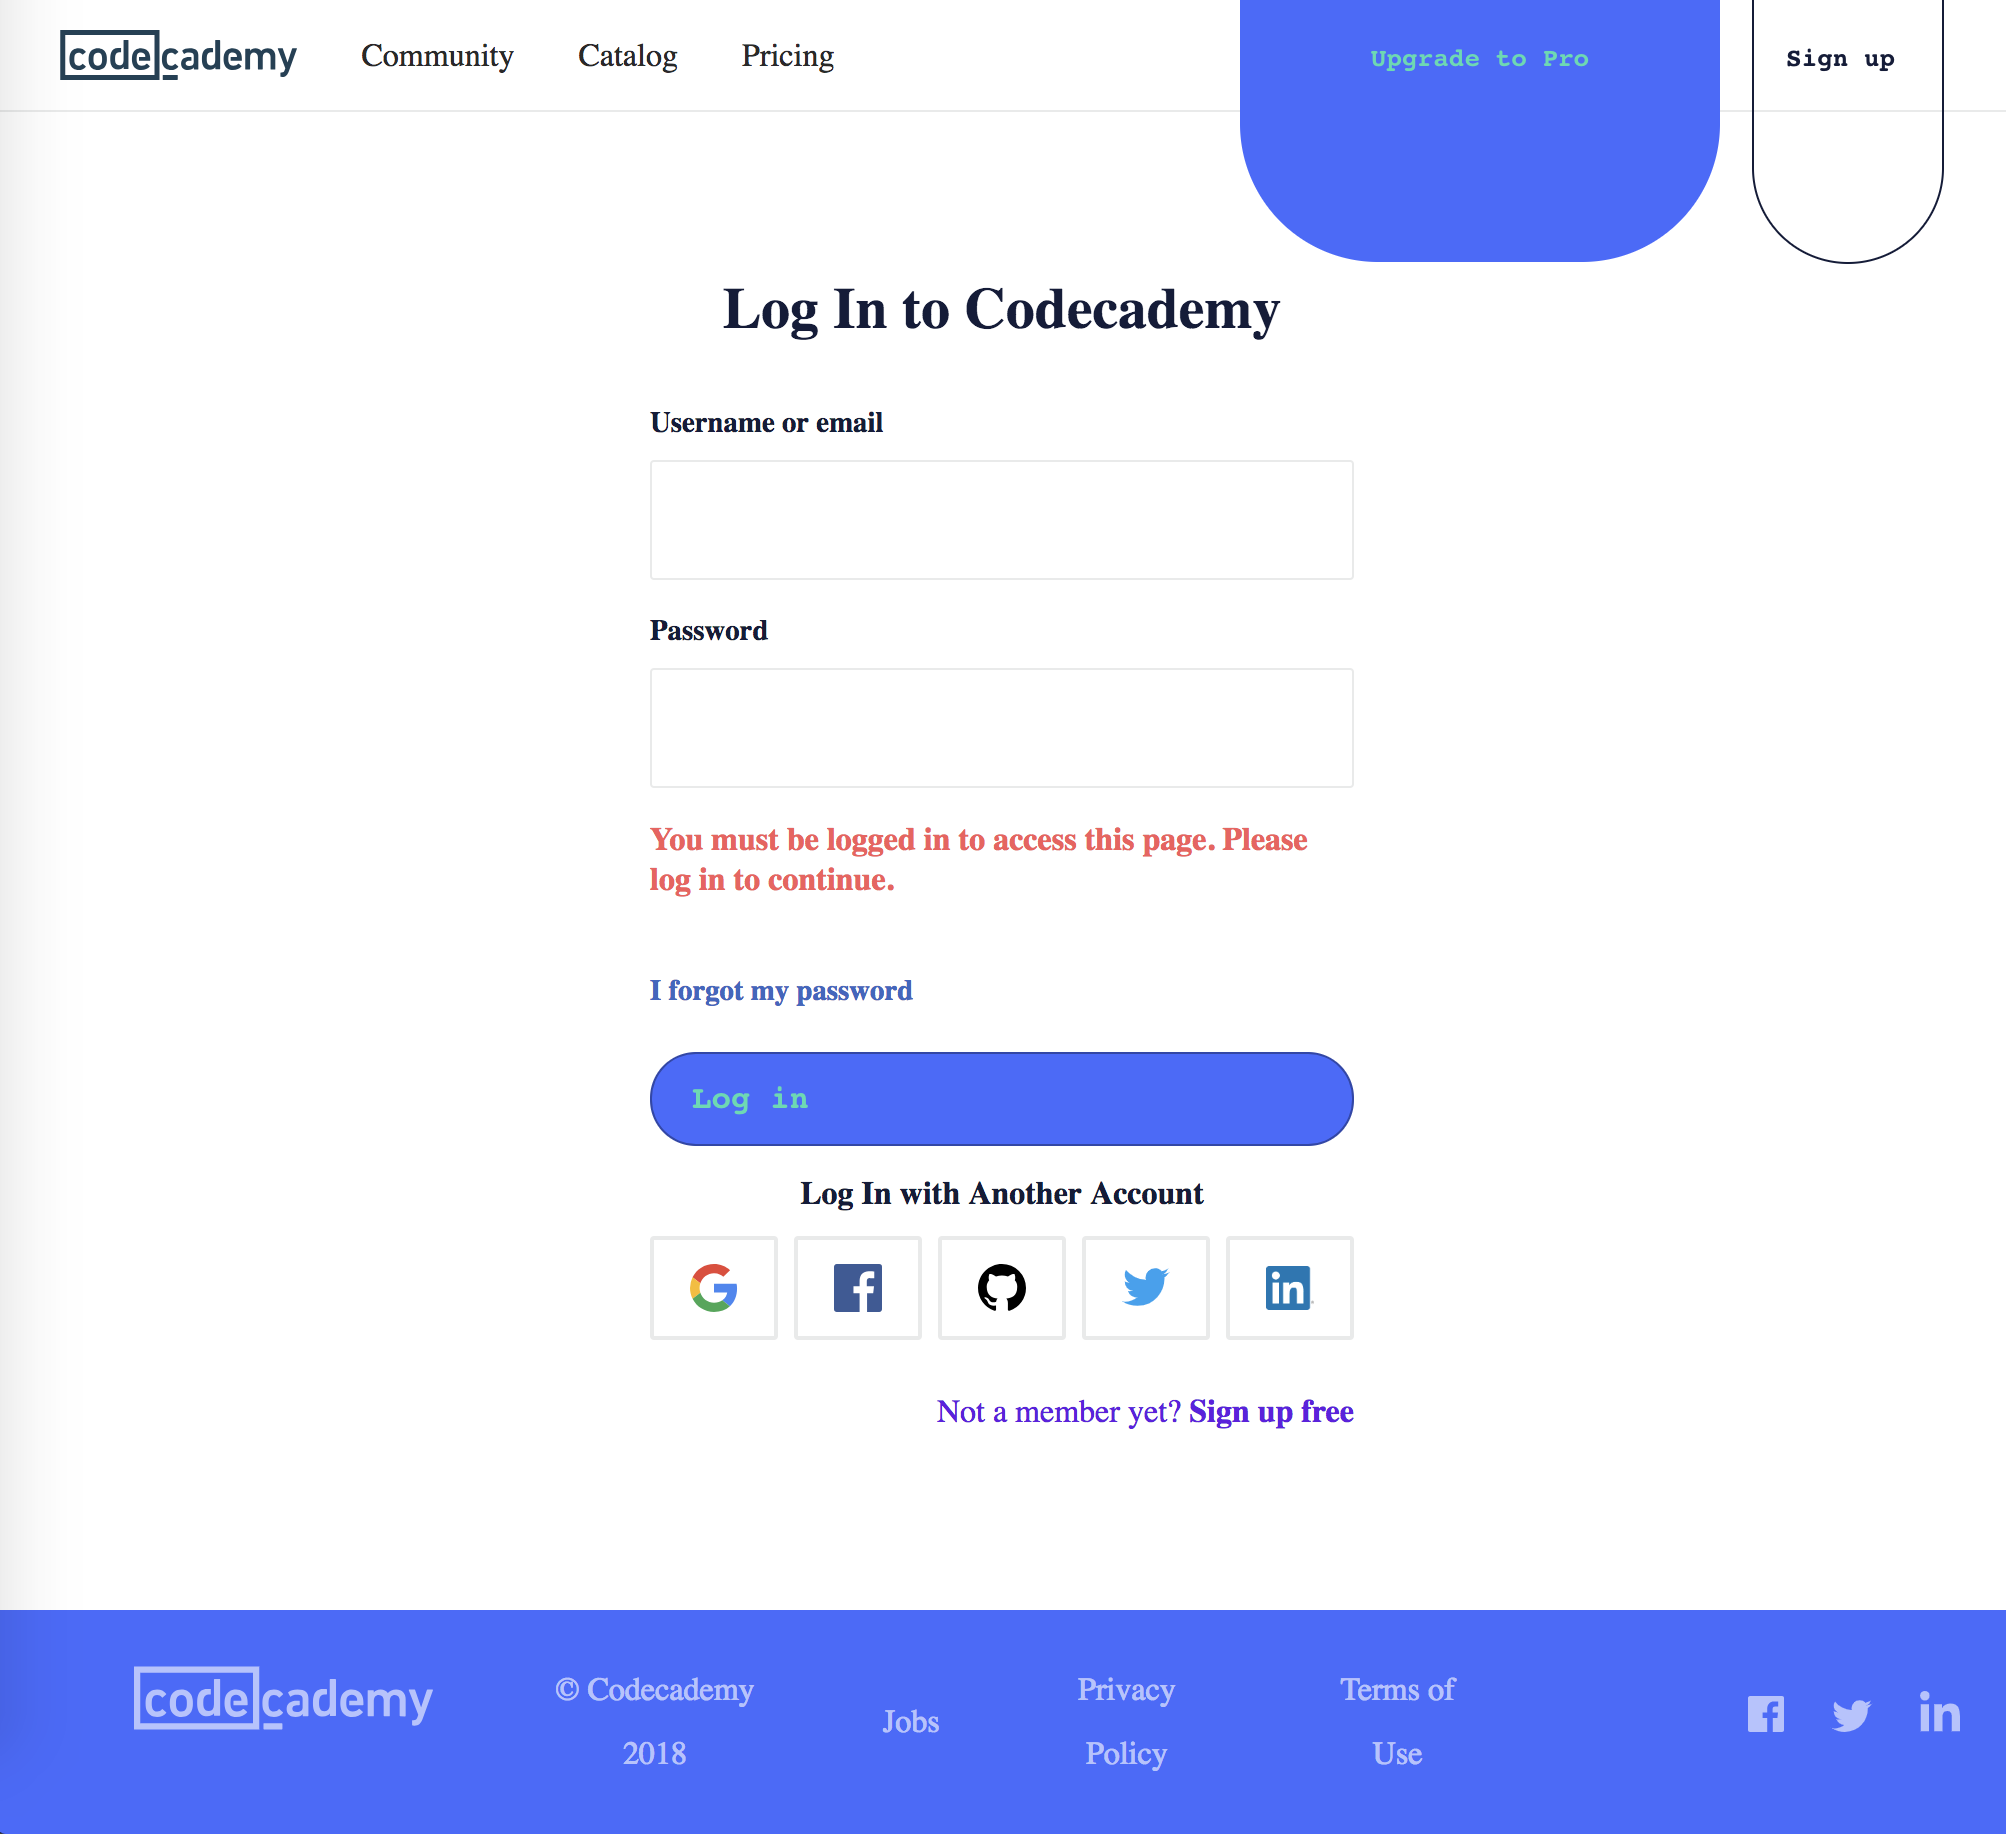 codecademy
Community
Catalog
Pricing
Upgrade to Pro
Sign up
Log In to Codecademy
Username or email
Password
You must be logged in to access this page. Please
log in to continue.
I forgot my password
Log in
Log In with Another Account
Not a member yet? Sign up free
codecademy
© Codecademy
2018
Jobs
Privacy
Policy
Terms of
Use